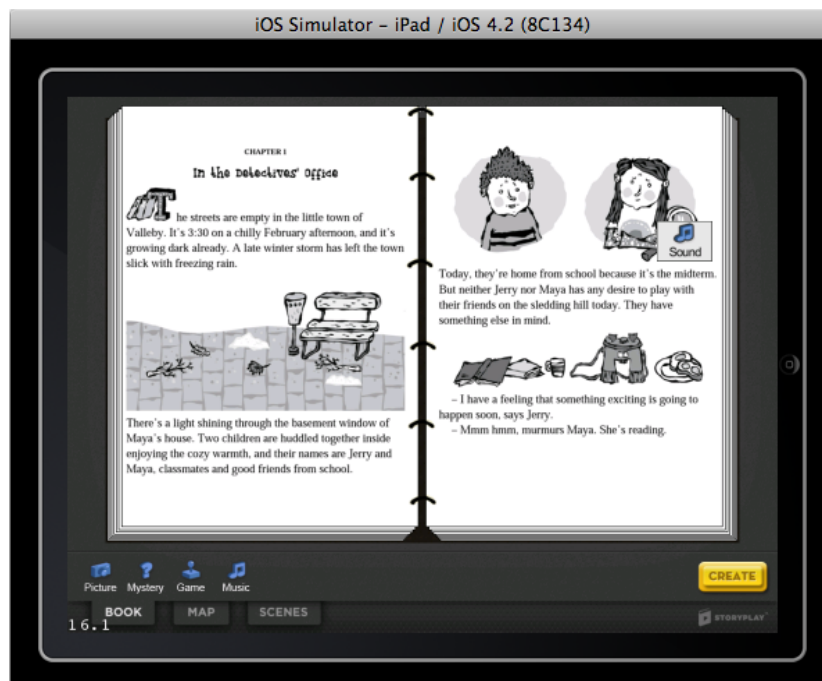 iOS Simulator – iPad / iOS 4.2 (8C134)
CHAPTER 1
In the Detectives' Office
The streets are empty in the little town of
Valleby. It's 3:30 on a chilly February afternoon, and it's
growing dark already. A late winter storm has left the town
slick with freezing rain.
There's a light shining through the basement window of
Maya's house. Two children are huddled together inside
enjoying the cozy warmth, and their names are Jerry and
Maya, classmates and good friends from school.
Sound
Today, they're home from school because it's the midterm.
But neither Jerry nor Maya has any desire to play with
their friends on the sledding hill today. They have
something else in mind.
– I have a feeling that something exciting is going to
happen soon, says Jerry.
– Mmm hmm, murmurs Maya. She's reading.
Picture Mystery Game Music
CREATE
BOOK MAP SCENES
16.1
STORYPLAY